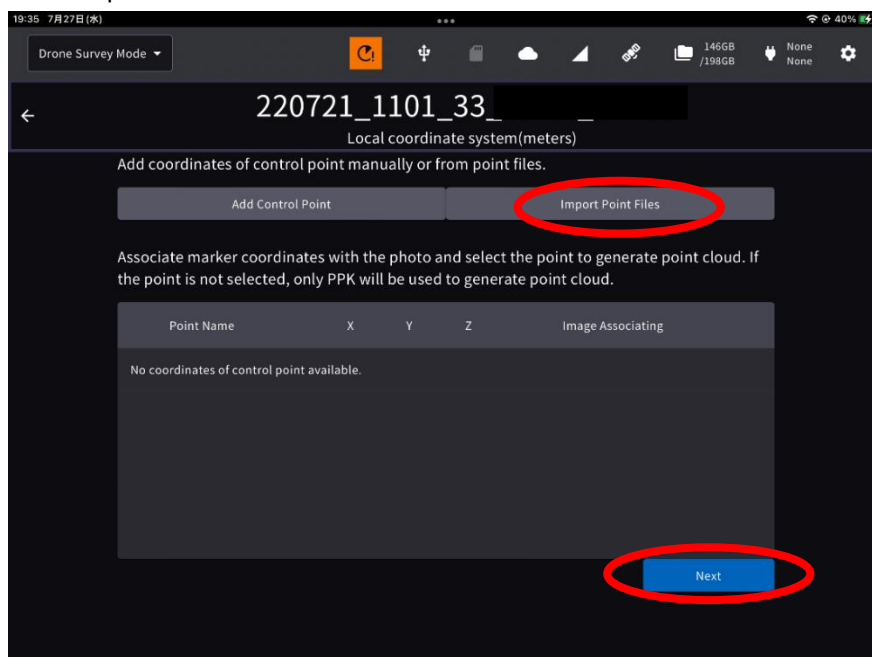 19:35 7月27日(水)
40%
Drone Survey Mode
146GB
/198GB
None
None
220721_1101_33_
Local coordinate system(meters)
Add coordinates of control point manually or from point files.
Add Control Point
Import Point Files
Associate marker coordinates with the photo and select the point to generate point cloud. If
the point is not selected, only PPK will be used to generate point cloud.
Point Name X Y Z Image Associating
No coordinates of control point available.
Next